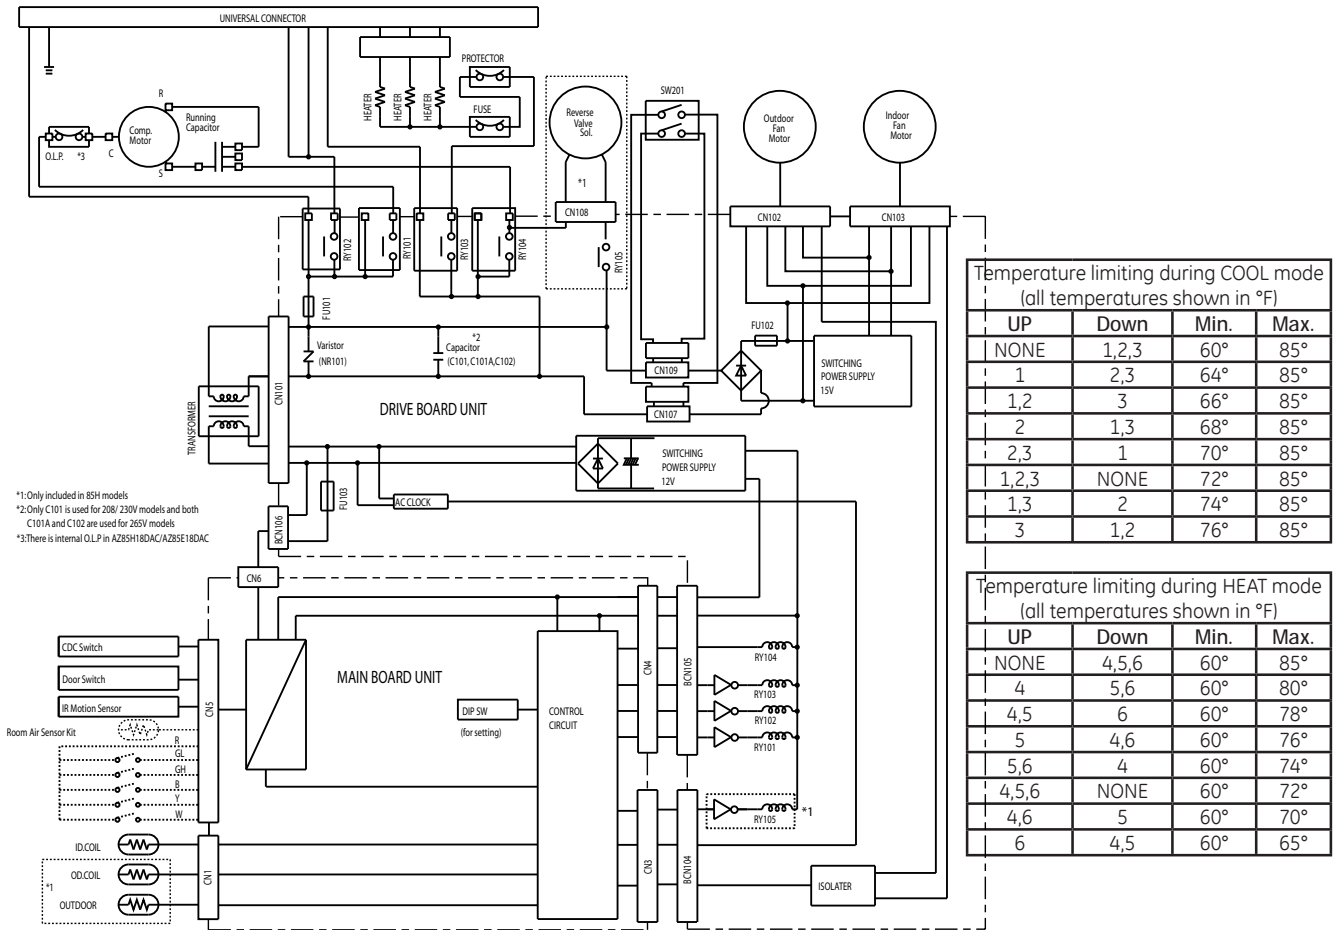 UNIVERSAL CONNECTOR
PROTECTOR
HEATER
HEATER
HEATER
FUSE
R
Running
Capacitor
Comp.
Motor
O.L.P.
*3
C
S
Reverse
Valve
Sol.
*1
SW201
Outdoor
Fan
Motor
Indoor
Fan
Motor
CN108
CN102
CN103
RY102
RY101
RY103
RY104
RY105
FU101
Varistor
(NR101)
*2
Capacitor
(C101,C101A,C102)
CN101
TRANSFORMER
DRIVE BOARD UNIT
CN109
CN107
FU102
SWITCHING
POWER SUPPLY
15V
SWITCHING
POWER SUPPLY
12V
FU103
AC CLOCK
BCN106
*1:Only included in 85H models
*2:Only C101 is used for 208/ 230V models and both
C101A and C102 are used for 265V models
*3:There is internal O.L.P in AZ85H18DAC/AZ85E18DAC
CN6
CDC Switch
Door Switch
IR Motion Sensor
Room Air Sensor Kit
R
GL
GH
B
Y
W
CN5
MAIN BOARD UNIT
DIP SW
(for setting)
CONTROL
CIRCUIT
CN4
BCN105
RY104
RY103
RY102
RY101
RY105
*1
ID.COIL
OD.COIL
*1
OUTDOOR
CN1
CN3
BCN104
ISOLATER
Temperature limiting during COOL mode
(all temperatures shown in °F)
UP Down Min. Max.
NONE 1,2,3 60° 85°
1 2,3 64° 85°
1,2 3 66° 85°
2 1,3 68° 85°
2,3 1 70° 85°
1,2,3 NONE 72° 85°
1,3 2 74° 85°
3 1,2 76° 85°
Temperature limiting during HEAT mode
(all temperatures shown in °F)
UP Down Min. Max.
NONE 4,5,6 60° 85°
4 5,6 60° 80°
4,5 6 60° 78°
5 4,6 60° 76°
5,6 4 60° 74°
4,5,6 NONE 60° 72°
4,6 5 60° 70°
6 4,5 60° 65°